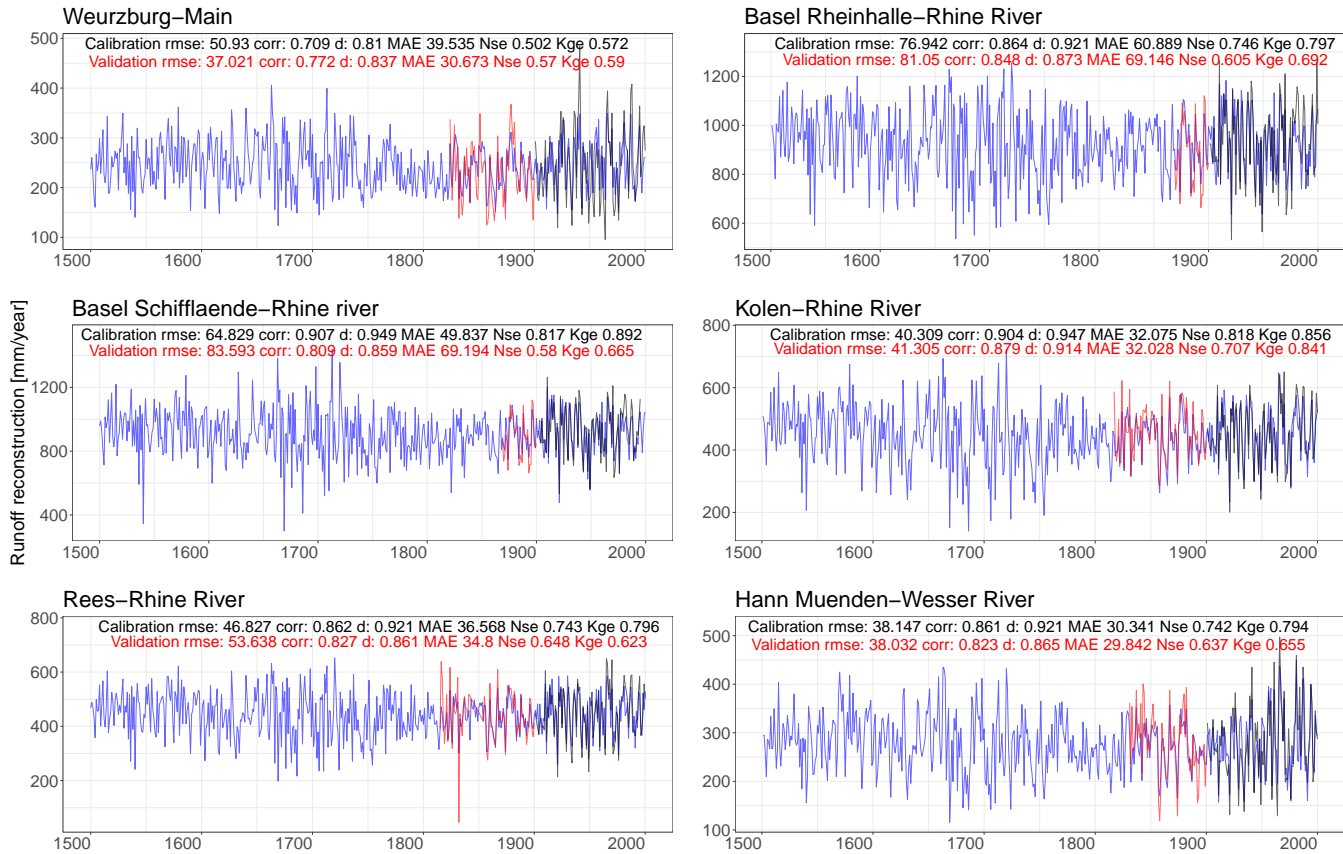 Weurzburg−Main
Calibration rmse: 50.93 corr: 0.709 d: 0.81 MAE 39.535 Nse 0.502 Kge 0.572
Validation rmse: 37.021 corr: 0.772 d: 0.837 MAE 30.673 Nse 0.57 Kge 0.59
500
400
300
200
100
1500 1600 1700 1800 1900 2000
Basel Rheinhalle−Rhine River
Calibration rmse: 76.942 corr: 0.864 d: 0.921 MAE 60.889 Nse 0.746 Kge 0.797
Validation rmse: 81.05 corr: 0.848 d: 0.873 MAE 69.146 Nse 0.605 Kge 0.692
1200
1000
800
600
1500 1600 1700 1800 1900 2000
Runoff reconstruction [mm/year]
Basel Schifflaende−Rhine river
Calibration rmse: 64.829 corr: 0.907 d: 0.949 MAE 49.837 Nse 0.817 Kge 0.892
Validation rmse: 83.593 corr: 0.809 d: 0.859 MAE 69.194 Nse 0.58 Kge 0.665
1200
800
400
1500 1600 1700 1800 1900 2000
Kolen−Rhine River
Calibration rmse: 40.309 corr: 0.904 d: 0.947 MAE 32.075 Nse 0.818 Kge 0.856
Validation rmse: 41.305 corr: 0.879 d: 0.914 MAE 32.028 Nse 0.707 Kge 0.841
800
600
400
200
1500 1600 1700 1800 1900 2000
Rees−Rhine River
Calibration rmse: 46.827 corr: 0.862 d: 0.921 MAE 36.568 Nse 0.743 Kge 0.796
Validation rmse: 53.638 corr: 0.827 d: 0.861 MAE 34.8 Nse 0.648 Kge 0.623
800
600
400
200
1500 1600 1700 1800 1900 2000
Hann Muenden−Wesser River
Calibration rmse: 38.147 corr: 0.861 d: 0.921 MAE 30.341 Nse 0.742 Kge 0.794
Validation rmse: 38.032 corr: 0.823 d: 0.865 MAE 29.842 Nse 0.637 Kge 0.655
500
400
300
200
100
1500 1600 1700 1800 1900 2000